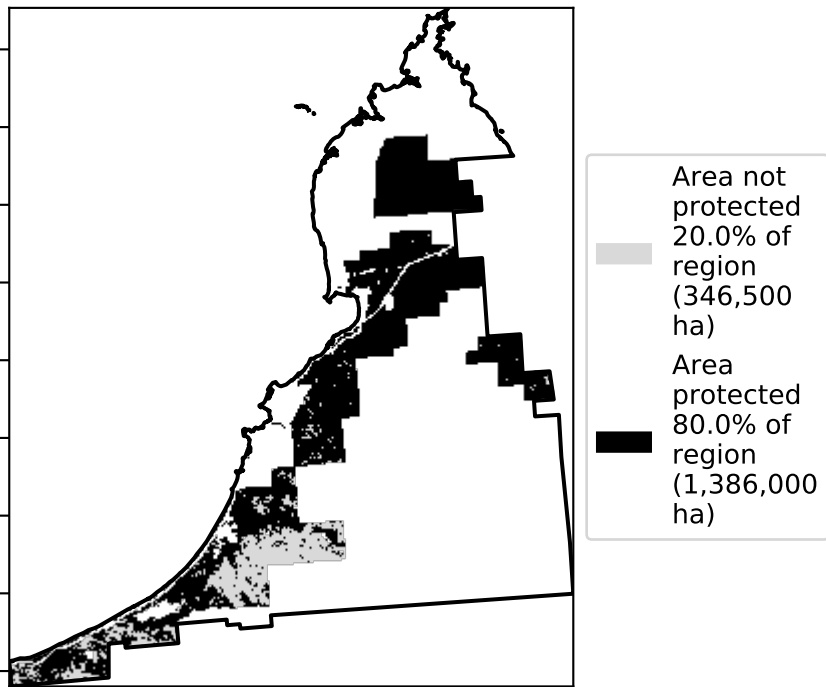 Area not
protected
20.0% of
region
(346,500
ha)
Area
protected
80.0% of
region
(1,386,000
ha)